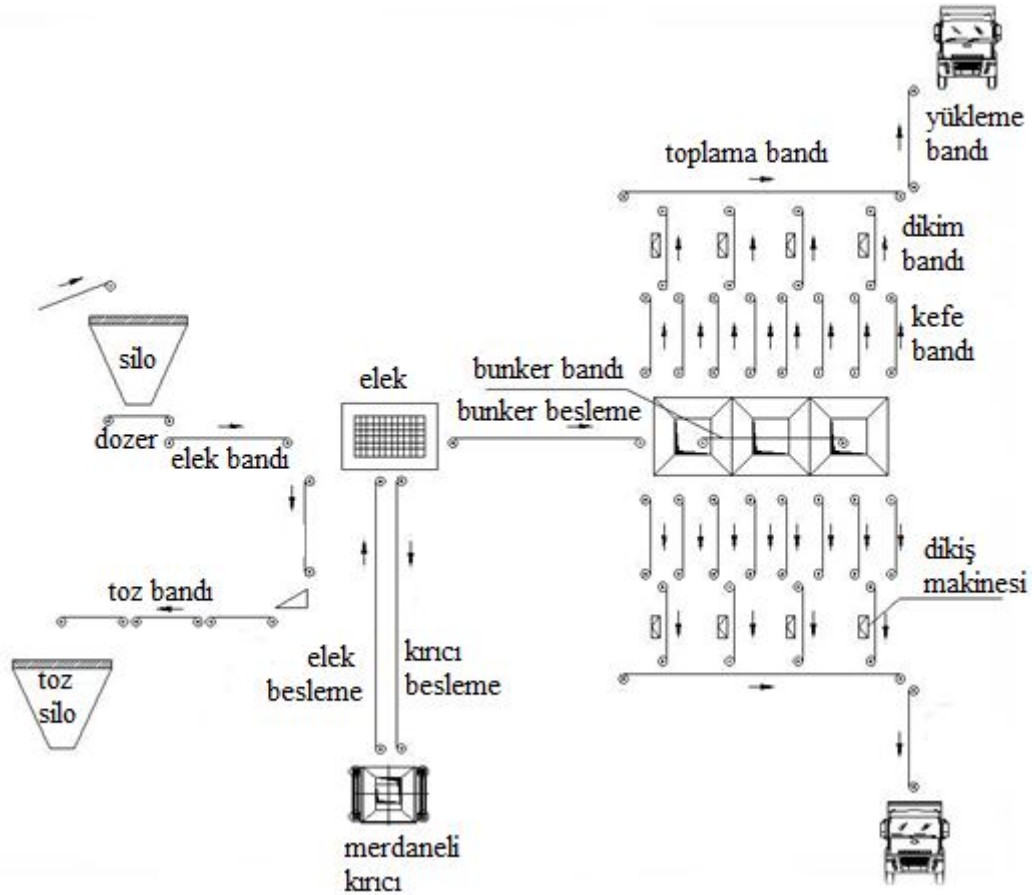 yükleme
bandı
toplama bandı
dikim
bandı
kefe
bandı
silo
elek
bunker bandı
bunker besleme
dozer
elek bandı
dikiş
makinesi
toz bandı
elek
besleme
kırıcı
besleme
toz
silo
merdaneli
kırıcı